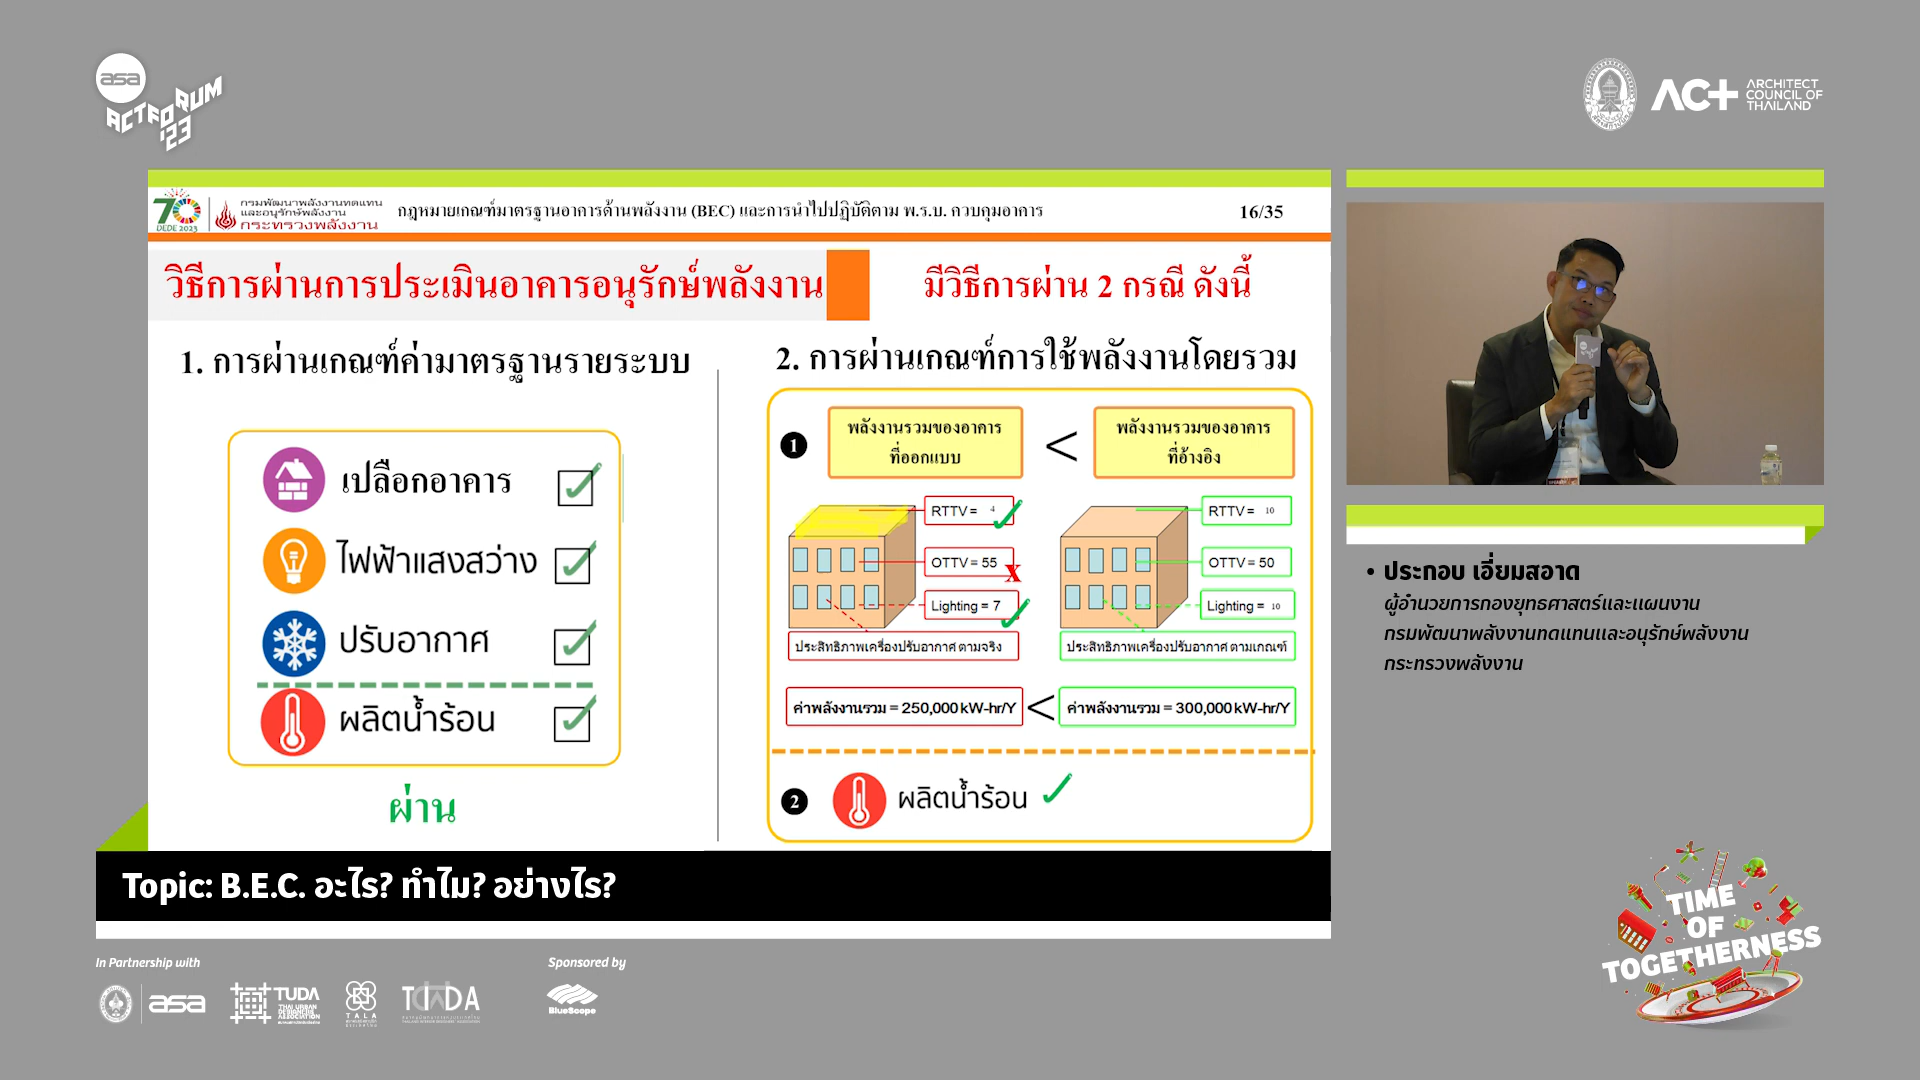 asa
ACTFORUM
'23
ACT
ARCHITECT
COUNCIL OF
THAILAND
70
DEDE 2023
กรมพัฒนาพลังงานทดแทน
และอนุรักษ์พลังงาน
กระทรวงพลังงาน
กฎหมายเกณฑ์มาตรฐานอาคารด้านพลังงาน (BEC) และการนำไปปฏิบัติตาม พ.ร.บ. ควบคุมอาคาร
16/35
วิธีการผ่านการประเมินอาคารอนุรักษ์พลังงาน
มีวิธีการผ่าน 2 กรณี ดังนี้
1. การผ่านเกณฑ์ค่ามาตรฐานรายระบบ
เปลือกอาคาร
ไฟฟ้าแสงสว่าง
ปรับอากาศ
ผลิตน้ำร้อน
ผ่าน
2. การผ่านเกณฑ์การใช้พลังงานโดยรวม
1
พลังงานรวมของอาคาร
ที่ออกแบบ
<
พลังงานรวมของอาคาร
ที่อ้างอิง
RTTV = 4
OTTV = 55
X
Lighting = 7
ประสิทธิภาพเครื่องปรับอากาศ ตามจริง
RTTV = 10
OTTV = 50
Lighting = 10
ประสิทธิภาพเครื่องปรับอากาศ ตามเกณฑ์
ค่าพลังงานรวม = 250,000 kW-hr/Y
<
ค่าพลังงานรวม = 300,000 kW-hr/Y
2
ผลิตน้ำร้อน
Topic: B.E.C. อะไร? ทำไม? อย่างไร?
• ประกอบ เอี่ยมสอาด
ผู้อำนวยการกองยุทธศาสตร์และแผนงาน
กรมพัฒนาพลังงานทดแทนและอนุรักษ์พลังงาน
กระทรวงพลังงาน
In Partnership with
asa
TUDA
THAI URBAN
DESIGNERS
ASSOCIATION
TALA
TIDA
Sponsored by
BlueScope
TIME
OF
TOGETHERNESS